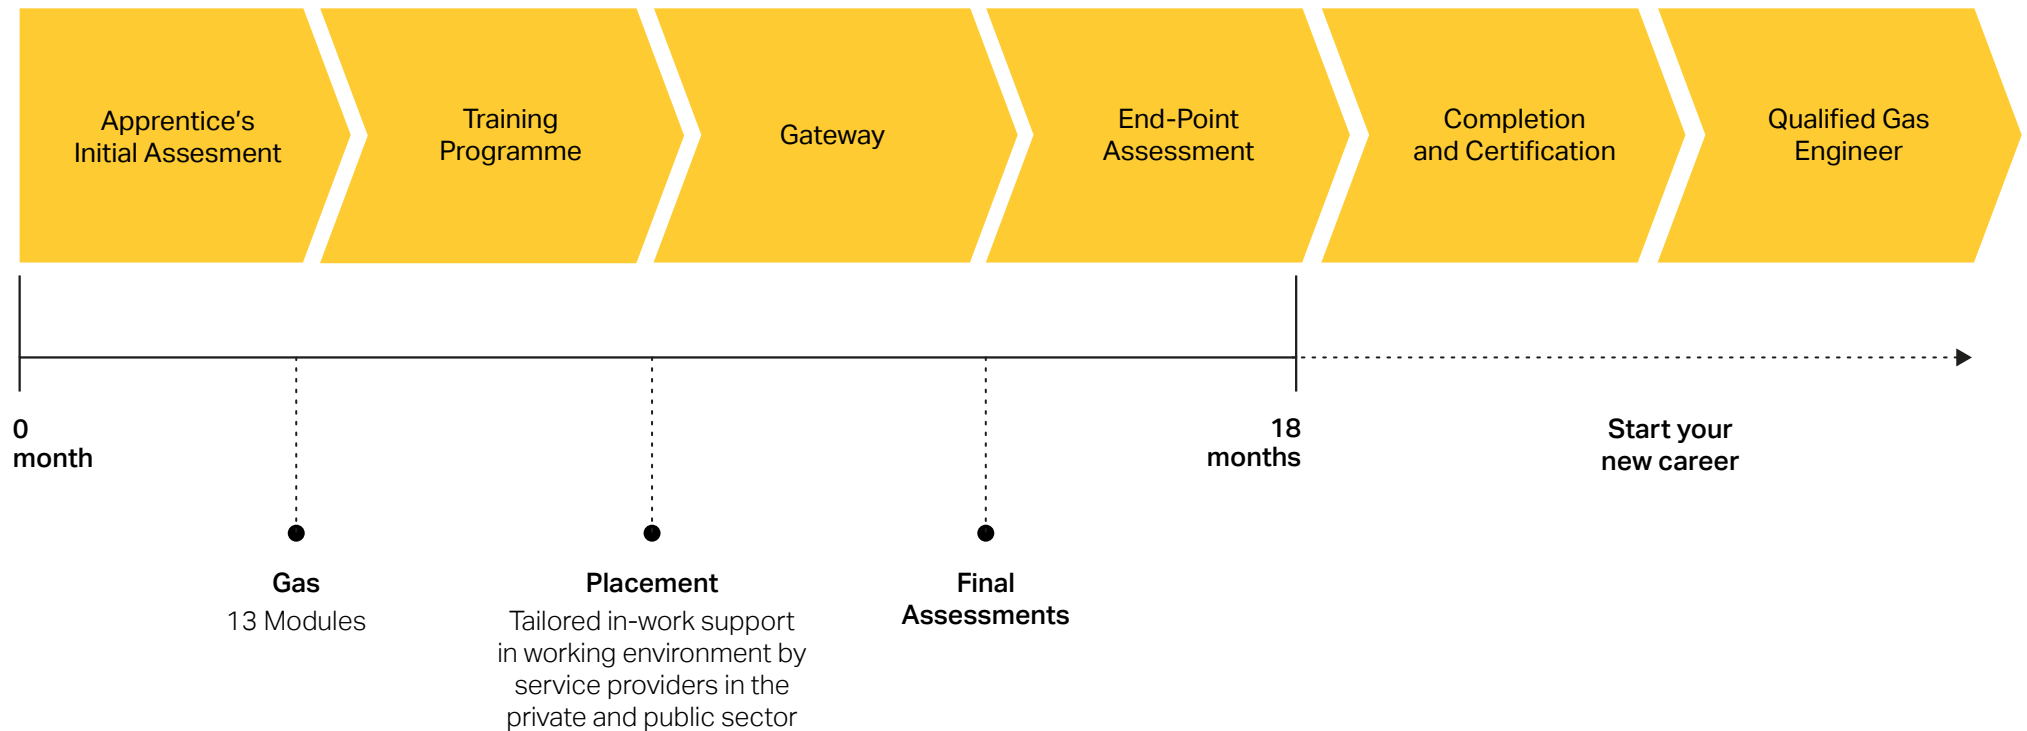 Apprentice's
Initial Assesment
Training
Programme
Gateway
End-Point
Assessment
Completion
and Certification
Qualified Gas
Engineer
0
month
18
months
Start your
new career
Gas
13 Modules
Placement
Tailored in-work support
in working environment by
service providers in the
private and public sector
Final
Assessments